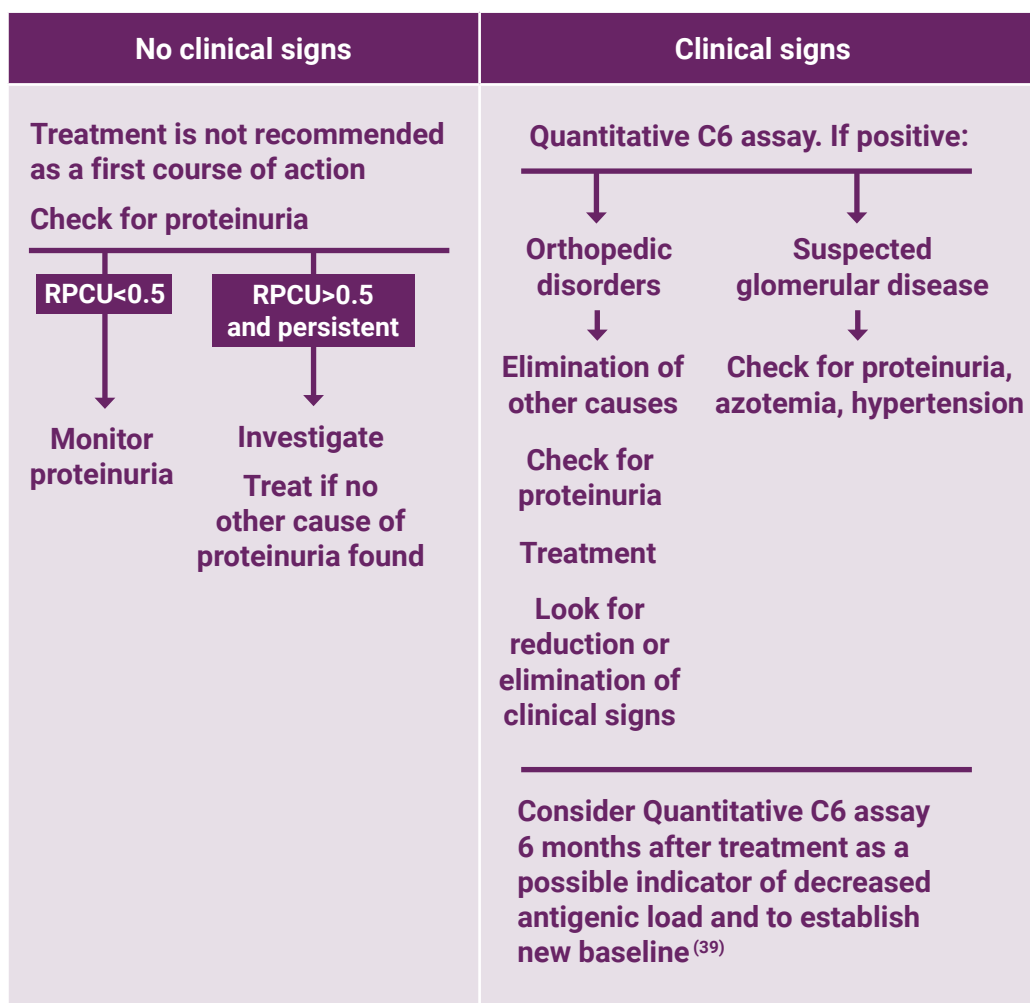 No clinical signs
Treatment is not recommended
as a first course of action
Check for proteinuria
RPCU<0.5
Monitor
proteinuria
RPCU>0.5
and persistent
Investigate
Treat if no
other cause of
proteinuria found
Clinical signs
Quantitative C6 assay. If positive:
Orthopedic
disorders
Elimination of
other causes
Check for
proteinuria
Treatment
Look for
reduction or
elimination of
clinical signs
Suspected
glomerular disease
Check for proteinuria,
azotemia, hypertension
Consider Quantitative C6 assay
6 months after treatment as a
possible indicator of decreased
antigenic load and to establish
new baseline (39)